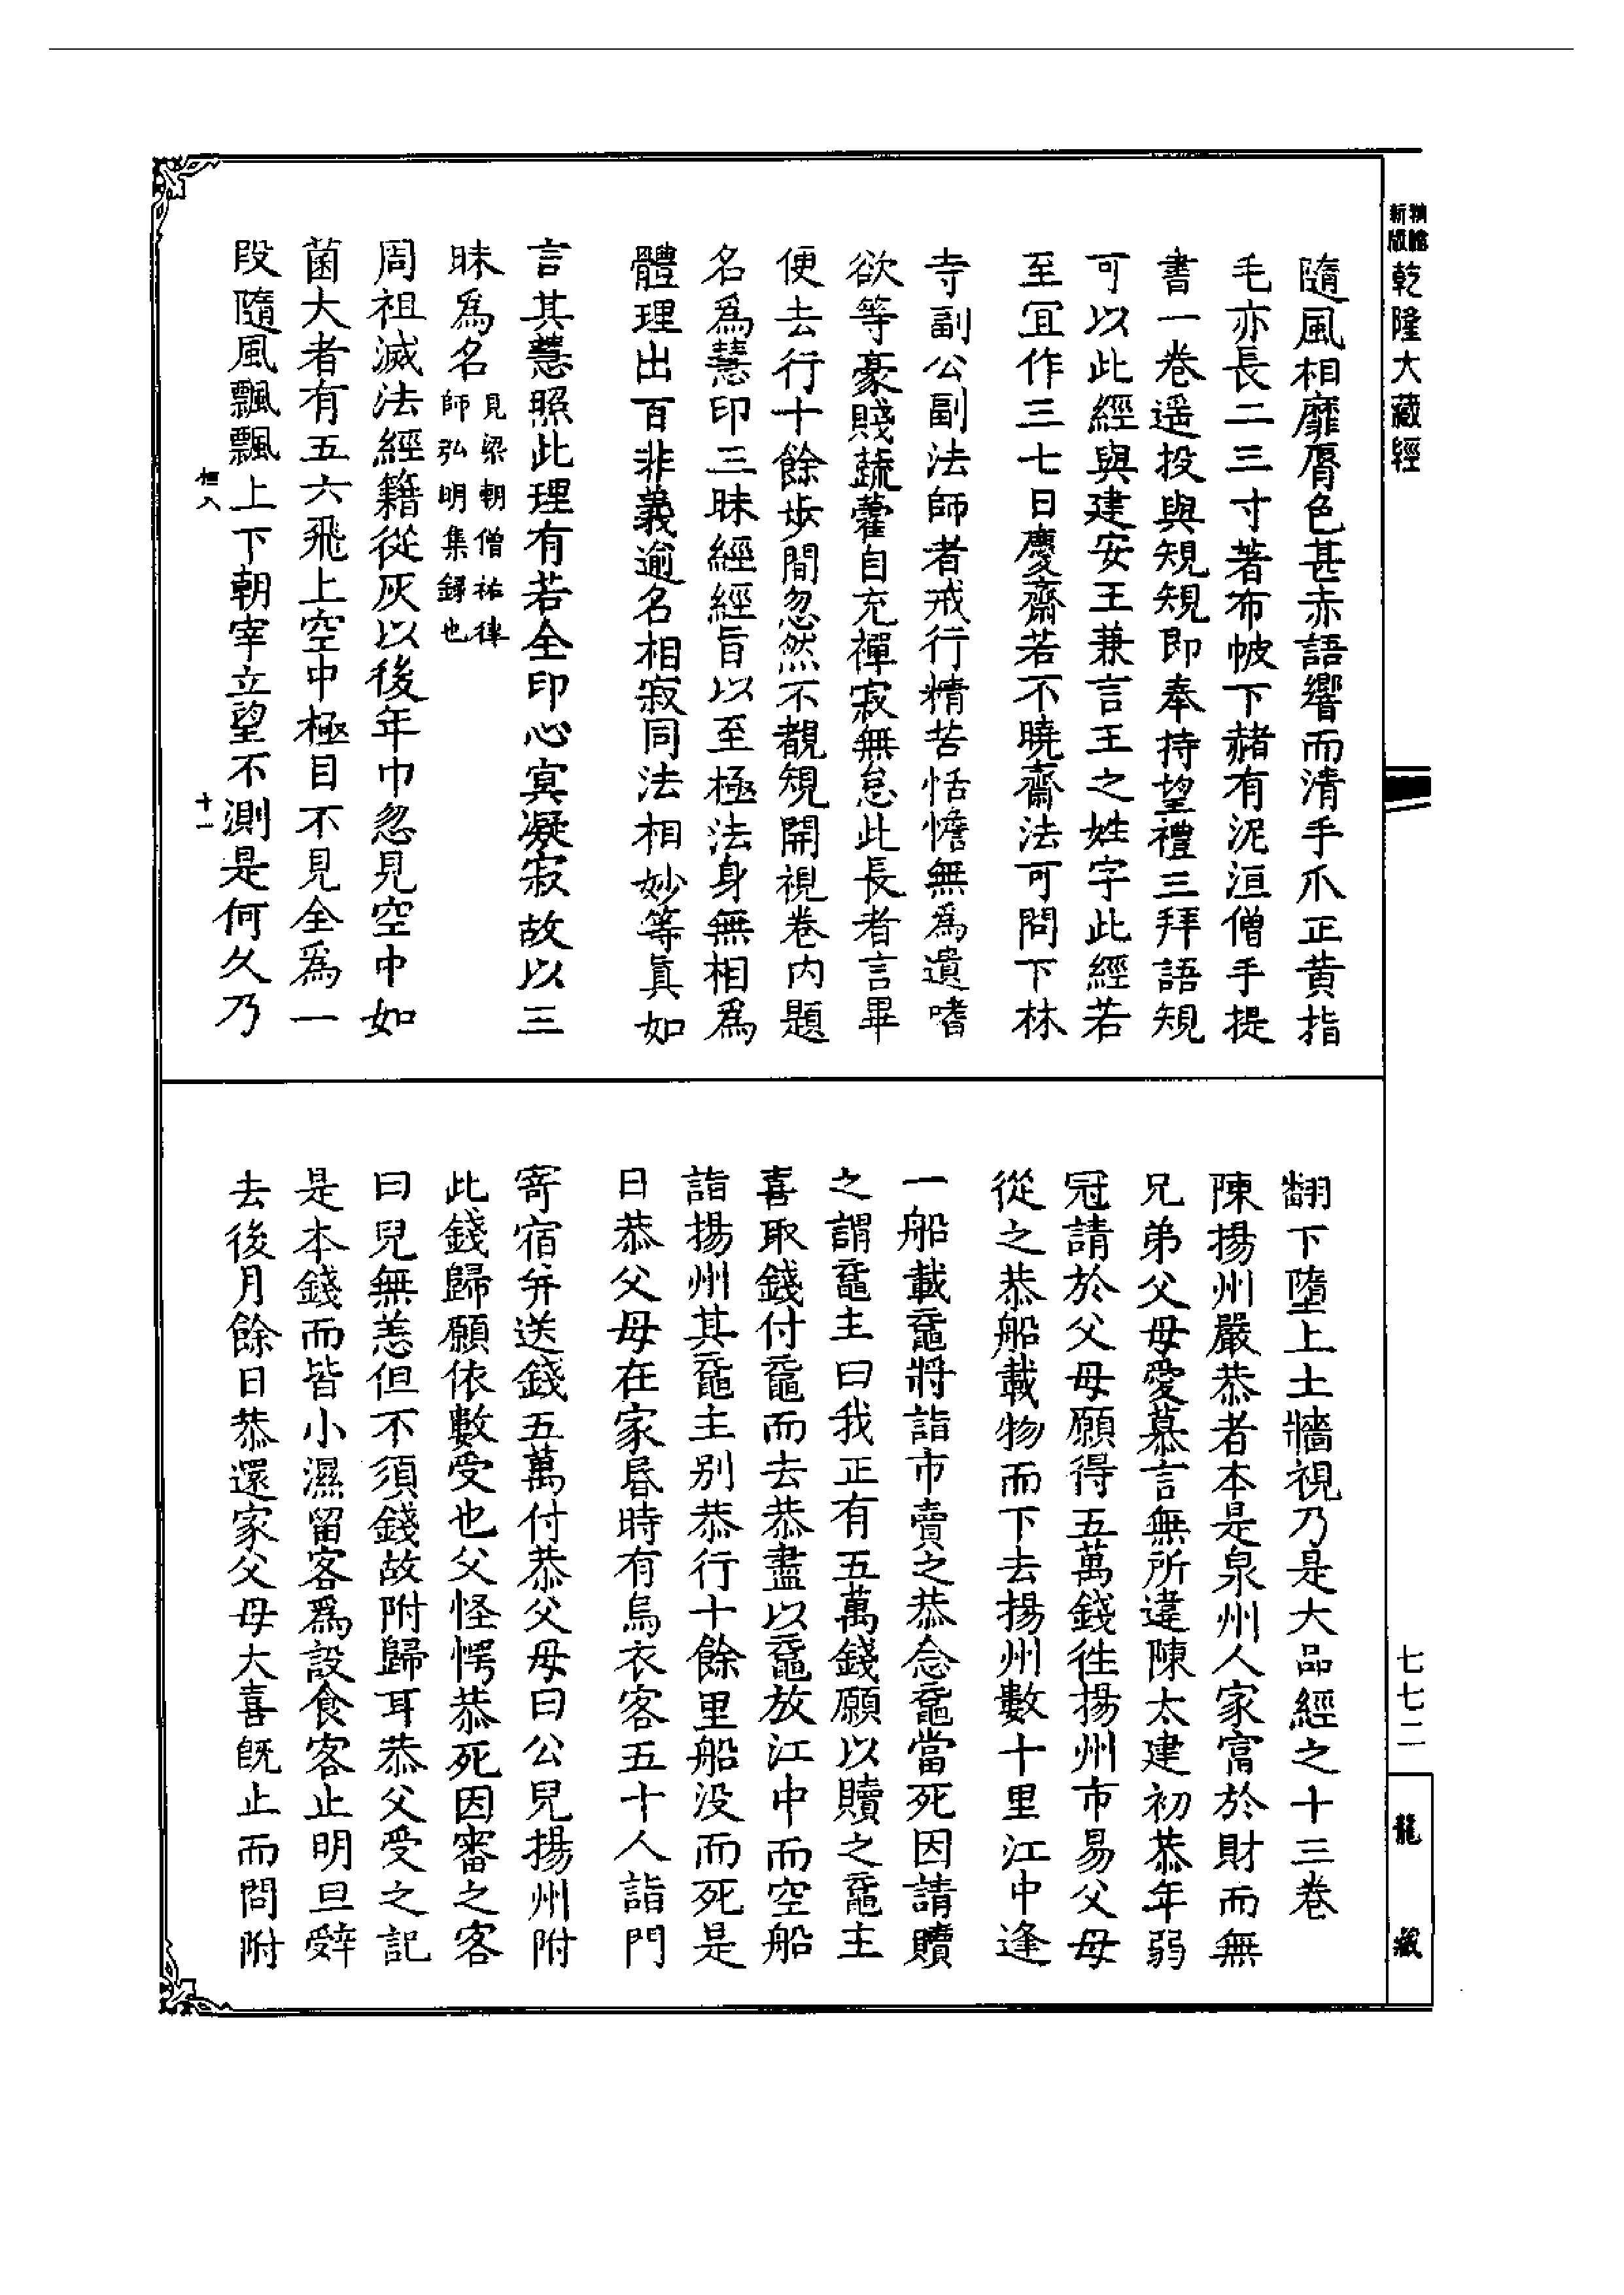 精館
新版
乾隆大藏經
隨風相靡脣色甚赤語響而清手爪正黄指
毛亦長二三寸著布帔下赭有泥洹僧手提
書一卷遥投與規規即奉持望禮三拜語規
可以此經與建安王兼言王之姓字此經若
至宜作三七日慶齋若不曉齋法可問下林
寺副公副法師者戒行精苦恬憺無為遺嗜
欲等豪賤蔬藿自充禪寂無怠此長者言畢
便去行十餘步間忽然不覩規開視卷内題
名爲慧印三昧經經旨以至極法身無相爲
體理出百非義逾名相寂同法相妙等眞如
言其慧照此理有若全印心寘凝寂故以三
昧為名見梁朝僧祐律師弘明集錄也
周祖滅法經籍從灰以後年中忽見空中如
菌大者有五六飛上空中極目不見全爲一
段隨風飄飄上下朝宰立望不測是何久乃
桓八
十一
翻下墮上土牆視乃是大品經之十三卷
陳揚州嚴恭者本是泉州人家富於財而無
兄弟父母愛慕言無所違陳太建初恭年弱
冠請於父母願得五萬錢徃揚州市易父母
從之恭船載物而下去揚州數十里江中逢
一船載黿將詣市賣之恭念黿當死因請贖
之謂黿主曰我正有五萬錢願以贖之黿主
喜取錢付黿而去恭盡以黿放江中而空船
詣揚州其黿主別恭行十餘里船没而死是
日恭父母在家昏時有烏衣客五十人詣門
寄宿并送錢五萬付恭父母曰公兒揚州附
此錢歸願依數受也父怪愕恭死因審之客
曰兒無恙但不須錢故附歸耳恭父受之記
是本錢而皆小濕留客爲設食客止明旦辝
去後月餘日恭還家父母大喜旣止而問附
七七二
龍藏